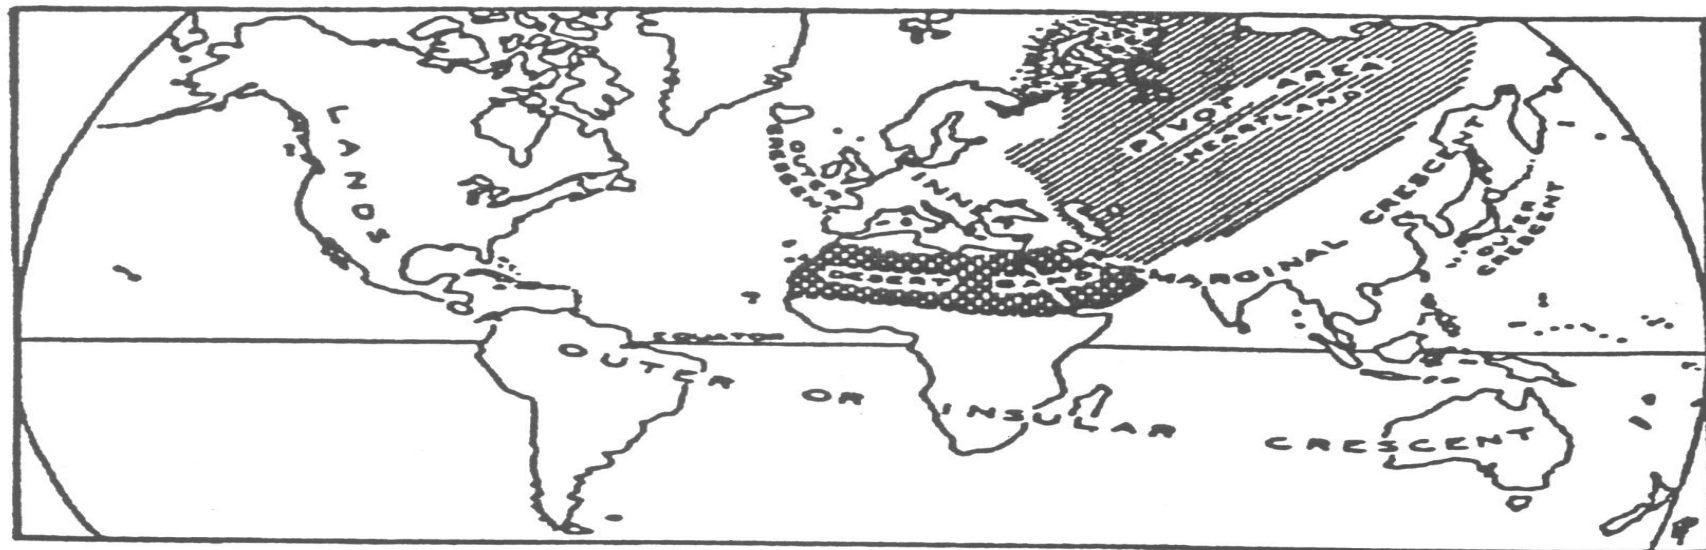 LANDS
OUTER
CRESCENT
PIVOT AREA
HEARTLAND
INNER
DESERT BAND
MARGINAL CRESCENT
OUTER
CRESCENT
EQUATOR
OUTER OR INSULAR CRESCENT